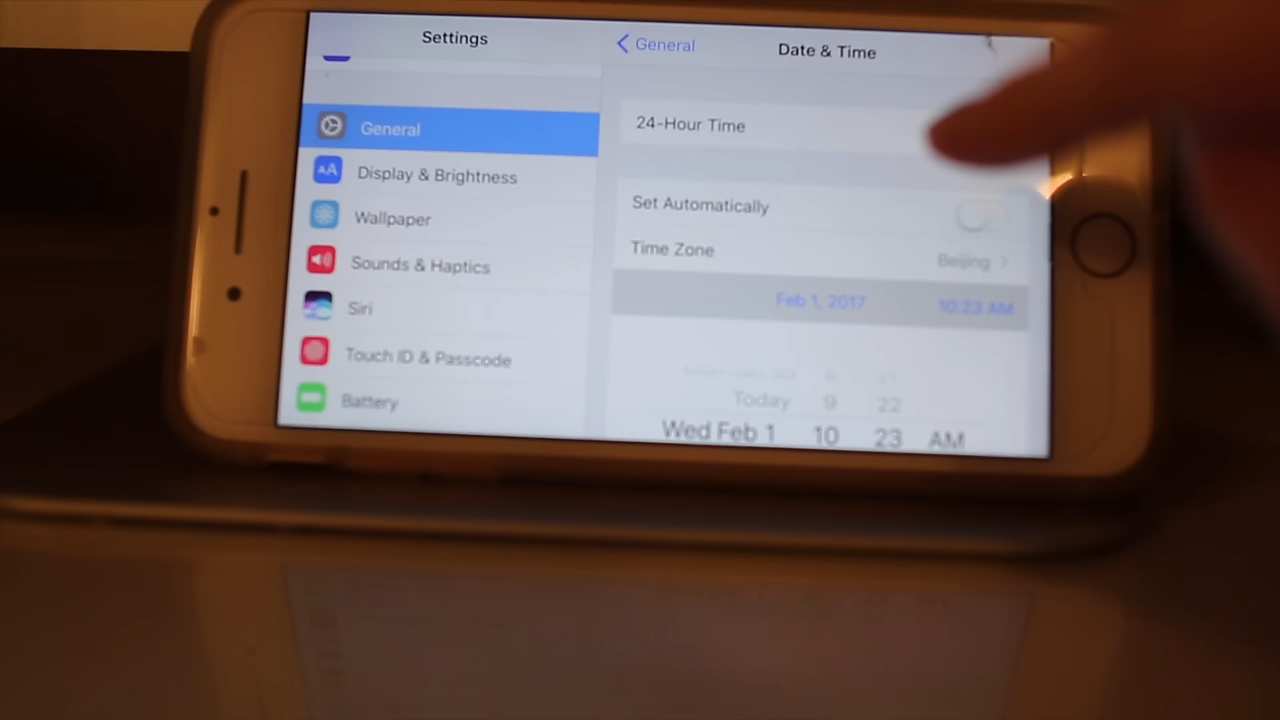 Settings
General
Display & Brightness
AA
Wallpaper
Sounds & Haptics
Siri
Touch ID & Passcode
Battery
General
Date & Time
24-Hour Time
Set Automatically
Time Zone
Beijing
Feb 1, 2017 10:23 AM
Today 9 22
Wed Feb 1 10 23 AM